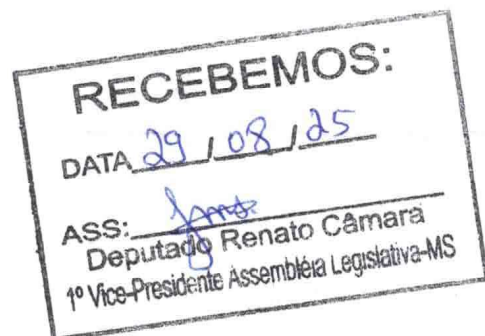 RECEBEMOS:
DATA 29 / 08 / 25
ASS:
Deputado Renato Câmara
1º Vice-Presidente Assembléia Legislativa-MS